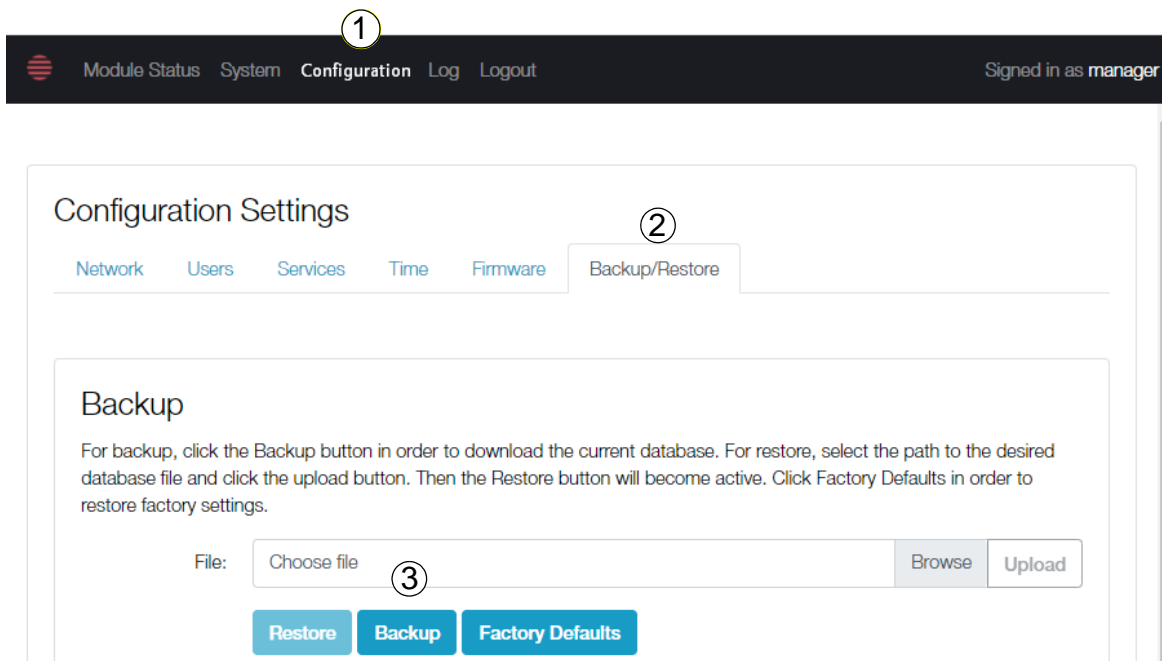 1
Module Status System Configuration Log Logout Signed in as manager
Configuration Settings
2
Network Users Services Time Firmware Backup/Restore
Backup
For backup, click the Backup button in order to download the current database. For restore, select the path to the desired
database file and click the upload button. Then the Restore button will become active. Click Factory Defaults in order to
restore factory settings.
File: Choose file Browse Upload
3
Restore Backup Factory Defaults